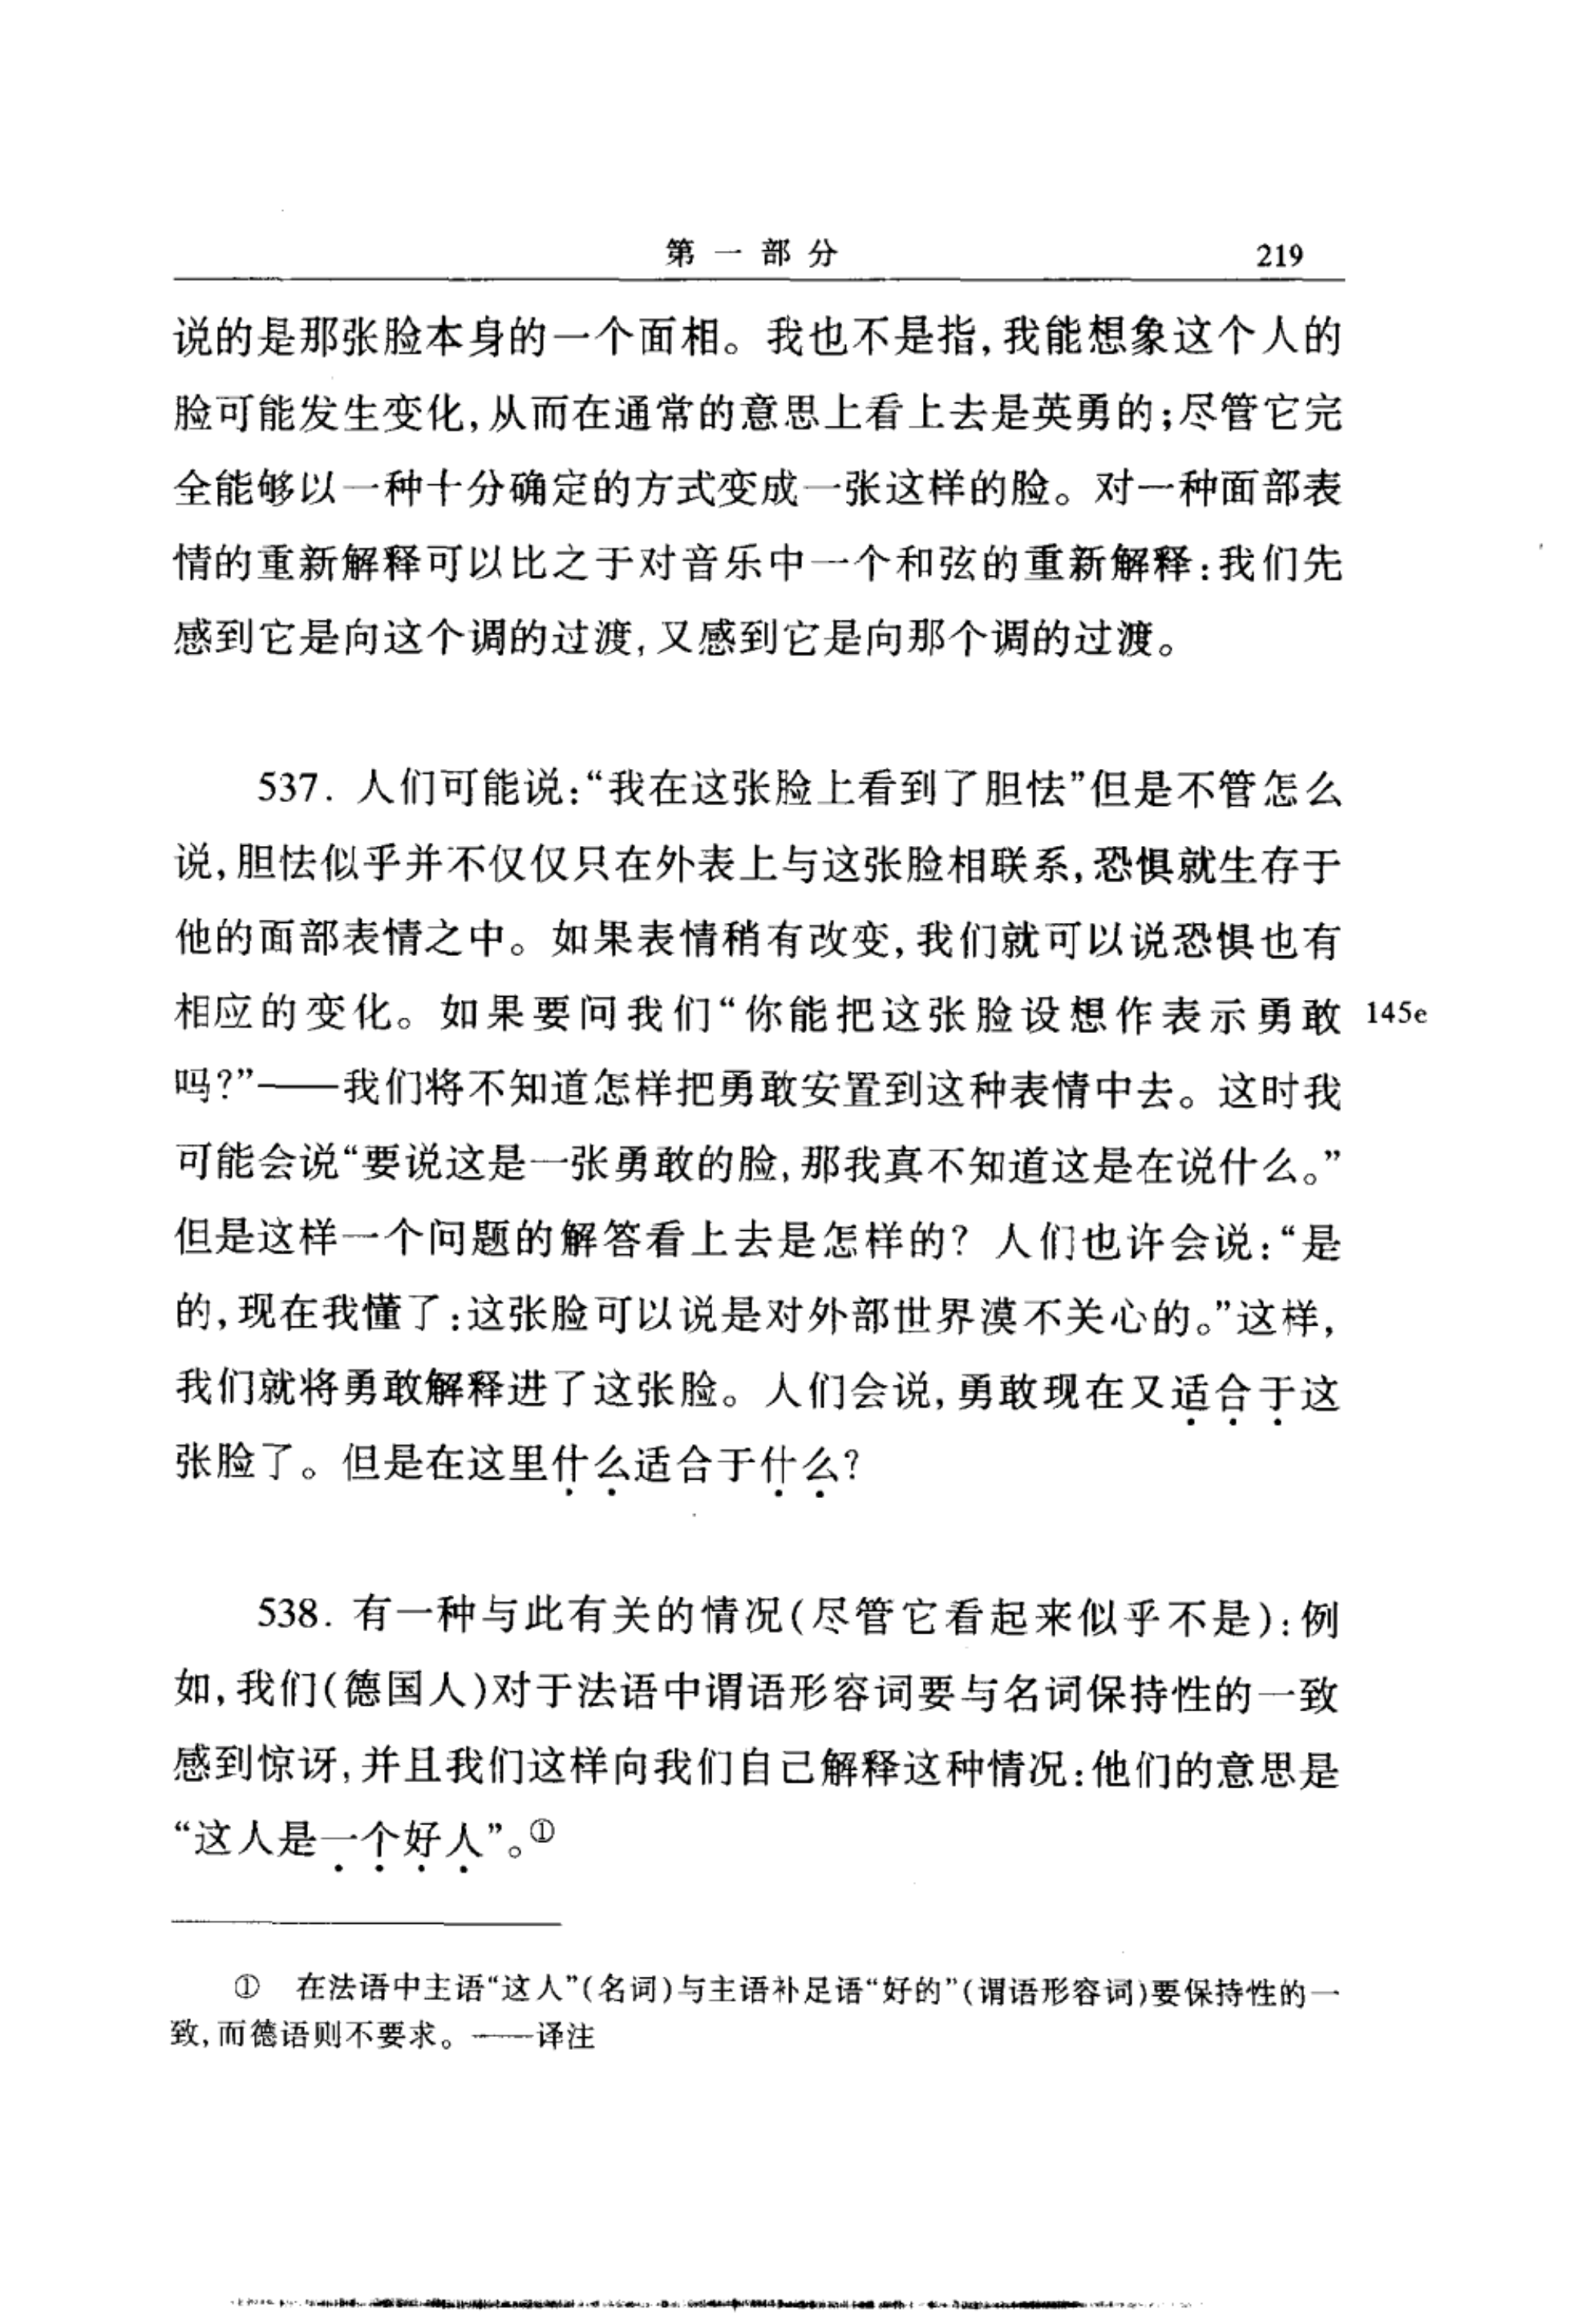 第一部分 219
说的是那张脸本身的一个面相。我也不是指,我能想象这个人的
脸可能发生变化,从而在通常的意思上看上去是英勇的;尽管它完
全能够以一种十分确定的方式变成一张这样的脸。对一种面部表
情的重新解释可以比之于对音乐中一个和弦的重新解释:我们先
感到它是向这个调的过渡,又感到它是向那个调的过渡。
537. 人们可能说:“我在这张脸上看到了胆怯”但是不管怎么
说,胆怯似乎并不仅仅只在外表上与这张脸相联系,恐惧就生存于
他的面部表情之中。如果表情稍有改变,我们就可以说恐惧也有
相应的变化。如果要问我们“你能把这张脸设想作表示勇敢 145e
吗?”——我们将不知道怎样把勇敢安置到这种表情中去。这时我
可能会说“要说这是一张勇敢的脸,那我真不知道这是在说什么。”
但是这样一个问题的解答看上去是怎样的? 人们也许会说:“是
的,现在我懂了:这张脸可以说是对外部世界漠不关心的。”这样,
我们就将勇敢解释进了这张脸。人们会说,勇敢现在又适合于这
张脸了。但是在这里什么适合于什么?
538. 有一种与此有关的情况(尽管它看起来似乎不是):例
如,我们(德国人)对于法语中谓语形容词要与名词保持性的一致
感到惊讶,并且我们这样向我们自己解释这种情况:他们的意思是
“这人是一个好人”。①
① 在法语中主语“这人”(名词)与主语补足语“好的”(谓语形容词)要保持性的一
致,而德语则不要求。——译注